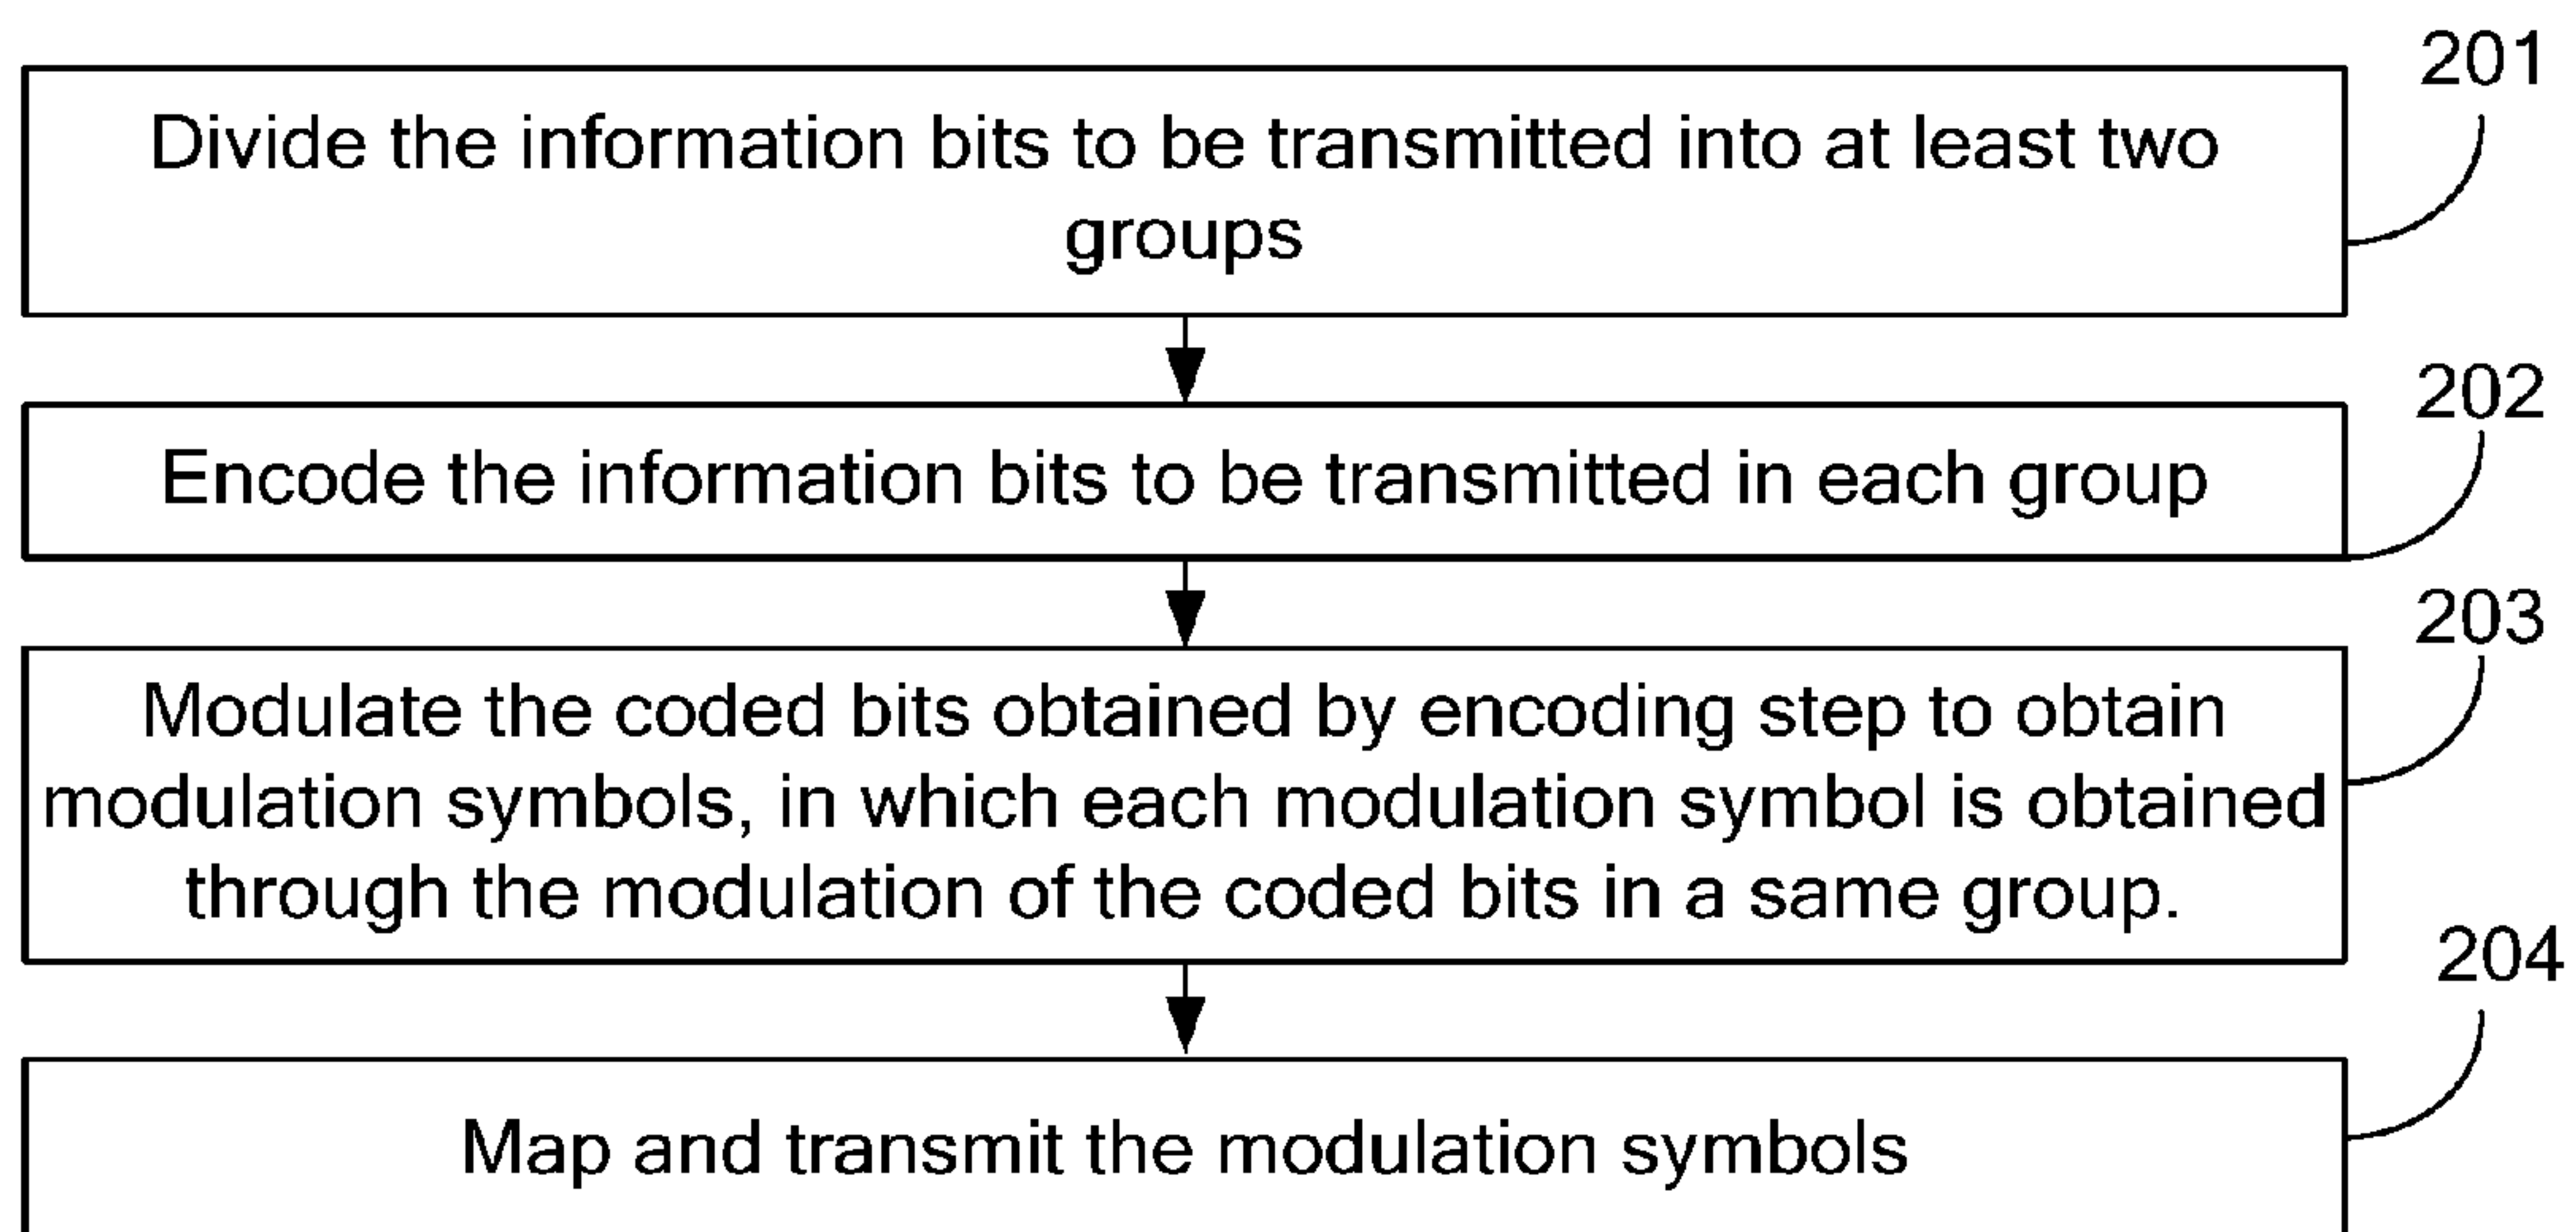 201
Divide the information bits to be transmitted into at least two
groups
202
Encode the information bits to be transmitted in each group
203
Modulate the coded bits obtained by encoding step to obtain
modulation symbols, in which each modulation symbol is obtained
through the modulation of the coded bits in a same group.
204
Map and transmit the modulation symbols